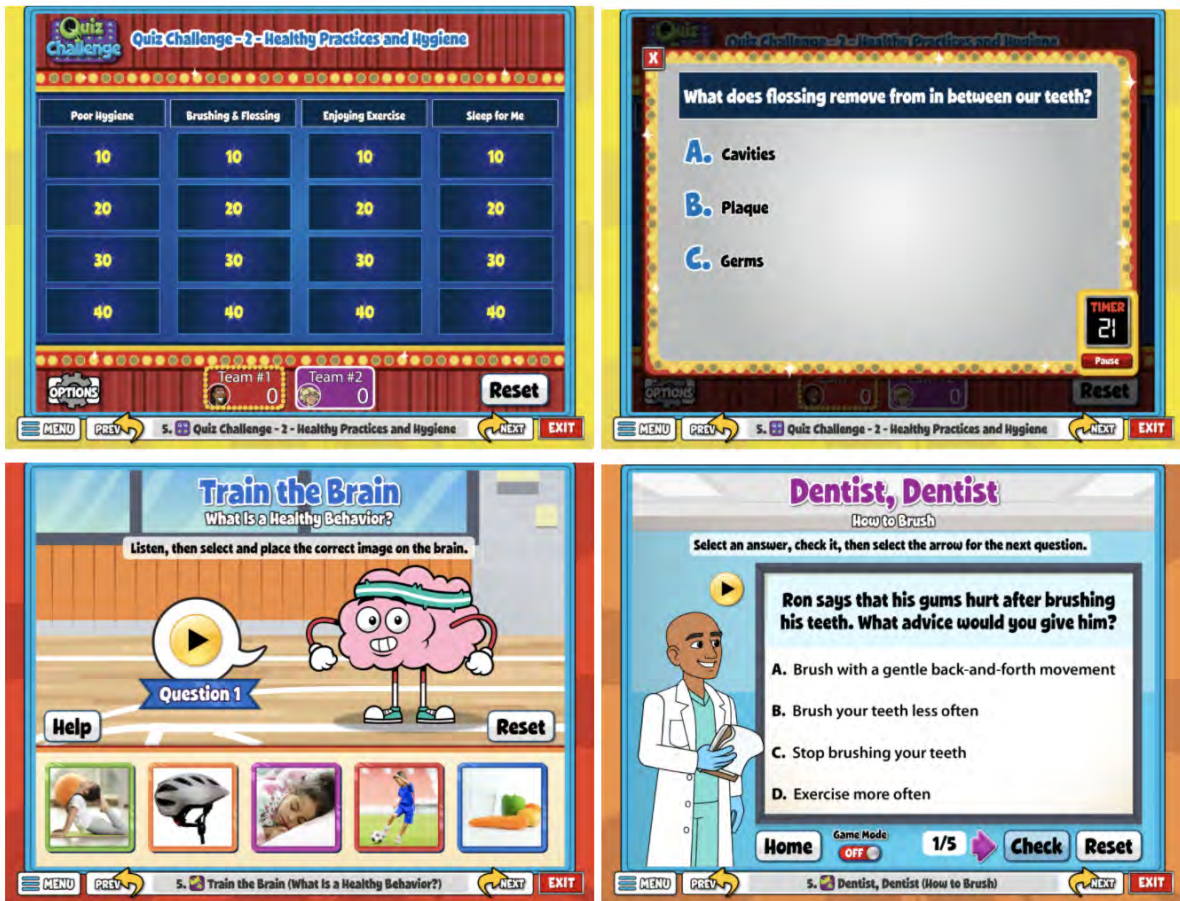 Quiz Challenge
Quiz Challenge - 2 - Healthy Practices and Hygiene
Poor Hygiene
Brushing & Flossing
Enjoying Exercise
Sleep for Me
10
10
10
10
20
20
20
20
30
30
30
30
40
40
40
40
OPTIONS
Team #1
0
Team #2
0
Reset
MENU
PREV
5. Quiz Challenge - 2 - Healthy Practices and Hygiene
NEXT
EXIT
Quiz
Quiz Challenge - 2 - Healthy Practices and Hygiene
X
What does flossing remove from in between our teeth?
A. Cavities
B. Plaque
C. Germs
TIMER
21
Pause
OPTIONS
0
0
Reset
MENU
PREV
5. Quiz Challenge - 2 - Healthy Practices and Hygiene
NEXT
EXIT
Train the Brain
What Is a Healthy Behavior?
Listen, then select and place the correct image on the brain.
Question 1
Help
Reset
MENU
PREV
5. Train the Brain (What Is a Healthy Behavior?)
NEXT
EXIT
Dentist, Dentist
How to Brush
Select an answer, check it, then select the arrow for the next question.
Ron says that his gums hurt after brushing
his teeth. What advice would you give him?
A. Brush with a gentle back-and-forth movement
B. Brush your teeth less often
C. Stop brushing your teeth
D. Exercise more often
Home
Game Mode
OFF
1/5
Check
Reset
MENU
PREV
5. Dentist, Dentist (How to Brush)
NEXT
EXIT